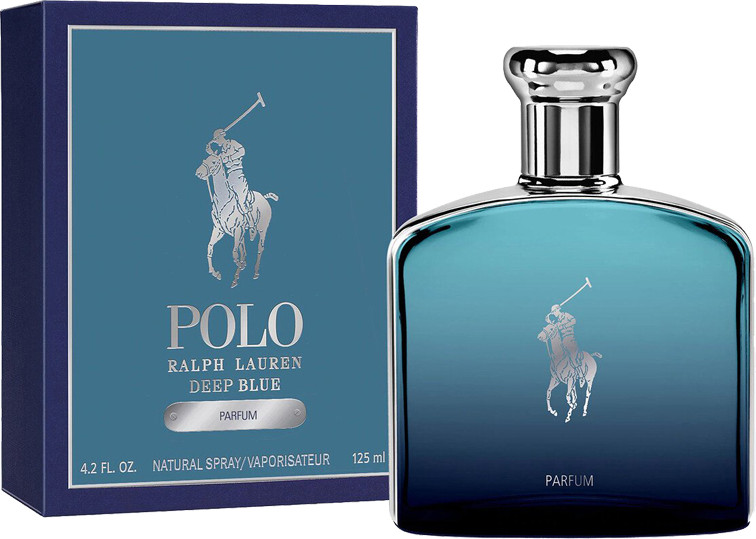 POLO
RALPH LAUREN
DEEP BLUE
PARFUM
4.2 FL. OZ. NATURAL SPRAY/VAPORISATEUR 125 ml
PARFUM